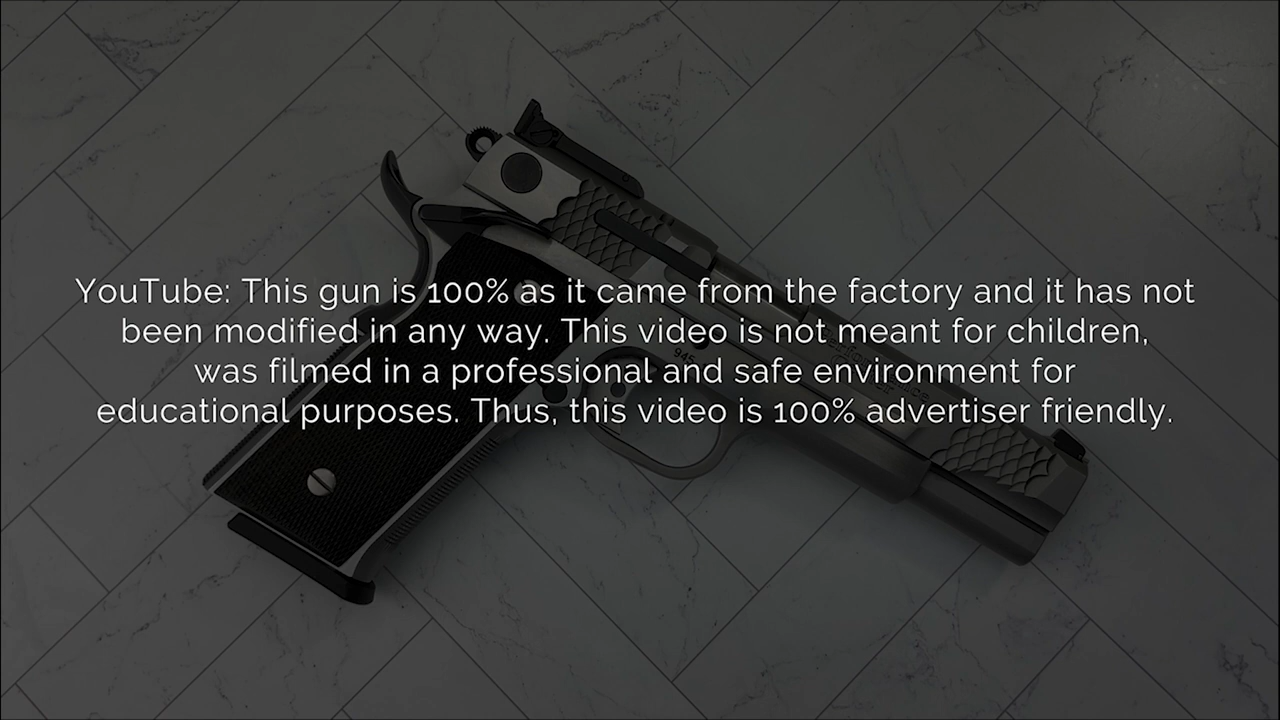 YouTube: This gun is 100% as it came from the factory and it has not
been modified in any way. This video is not meant for children,
was filmed in a professional and safe environment for
educational purposes. Thus, this video is 100% advertiser friendly.
945